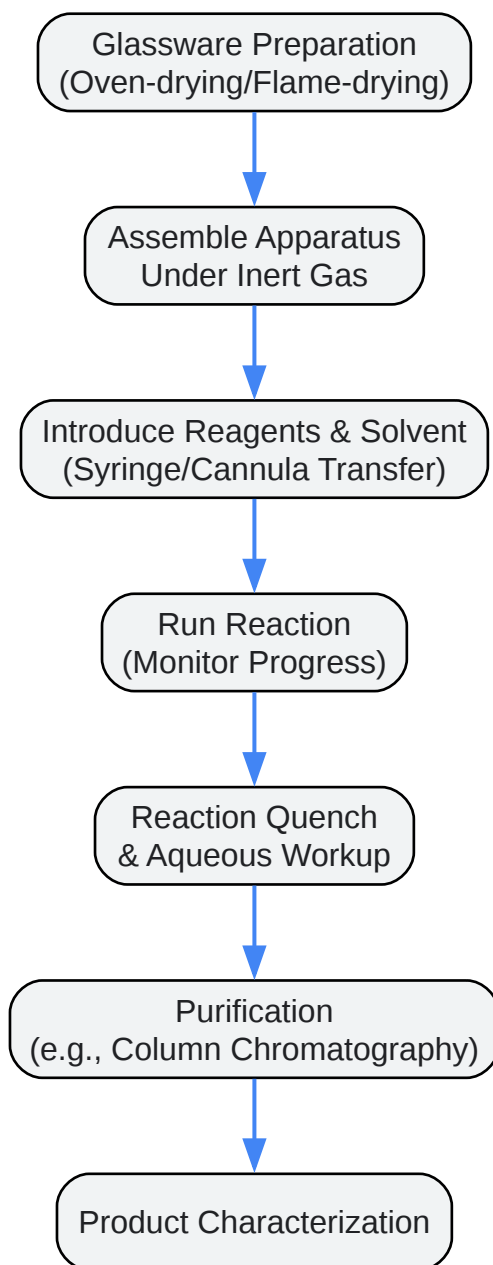 Glassware Preparation
(Oven-drying/Flame-drying)
Assemble Apparatus
Under Inert Gas
Introduce Reagents & Solvent
(Syringe/Cannula Transfer)
Run Reaction
(Monitor Progress)
Reaction Quench
& Aqueous Workup
Purification
(e.g., Column Chromatography)
Product Characterization